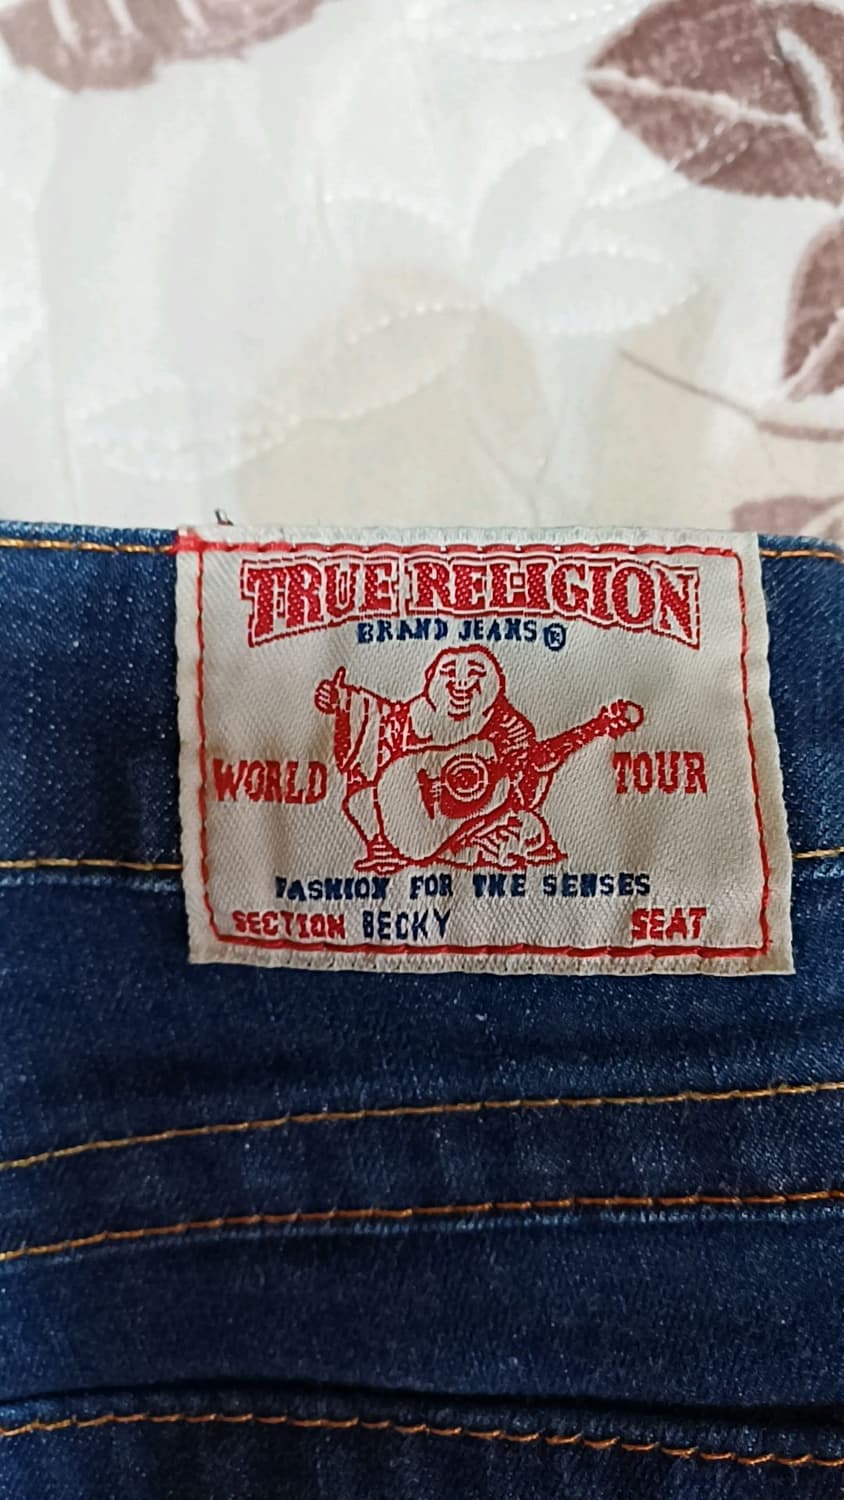 TRUE RELIGION
BRAND JEANS®
WORLD TOUR
FASHION FOR THE SENSES
SECTION BECKY SEAT